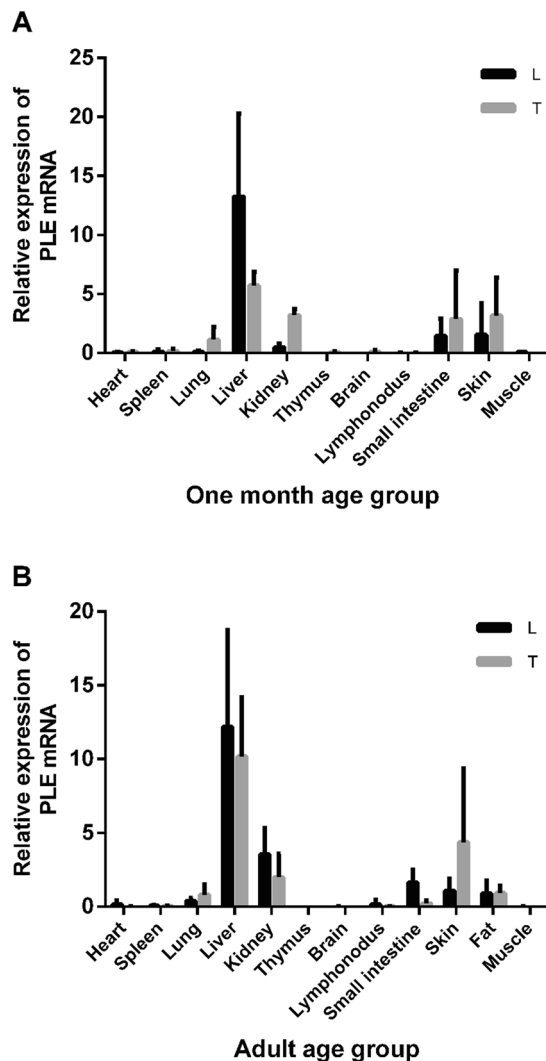 A
Relative expression of
PLE mRNA
25
20
15
10
5
0
L
T
Heart
Spleen
Lung
Liver
Kidney
Thymus
Brain
Lymphonodus
Small intestine
Skin
Muscle
One month age group
B
Relative expression of
PLE mRNA
20
15
10
5
0
L
T
Heart
Spleen
Lung
Liver
Kidney
Thymus
Brain
Lymphonodus
Small intestine
Skin
Fat
Muscle
Adult age group